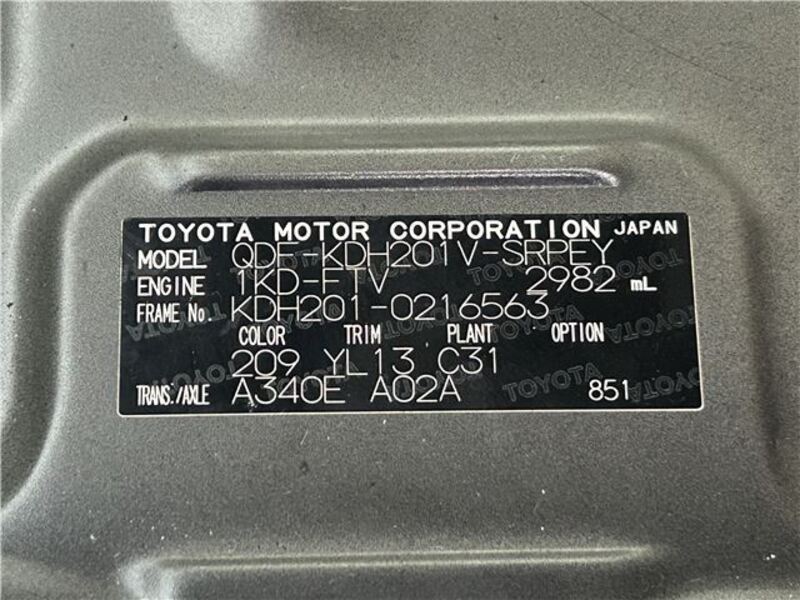 TOYOTA MOTOR CORPORATION JAPAN
MODEL QDF-KDH201V-SRPEY
ENGINE 1KD-FTV 2982 mL
FRAME No. KDH201-0216563
COLOR TRIM PLANT OPTION
209 YL13 C31
TRANS./AXLE A340E A02A 851